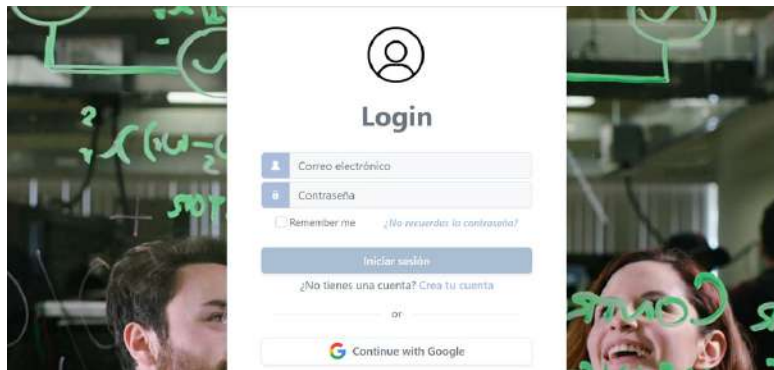 Login
Correo electrónico
Contraseña
Remember me ¿No recuerdas la contraseña?
Iniciar sesión
¿No tienes una cuenta? Crea tu cuenta
or
Continue with Google